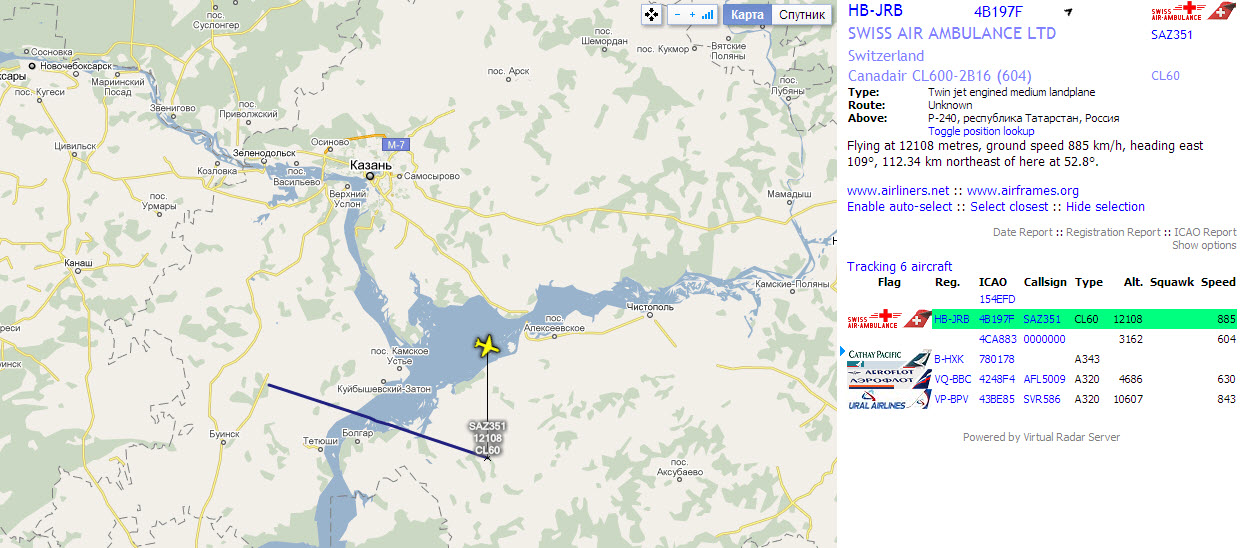 пос. Суслонгер
Сосновка
Новочебоксарск
ксары
пос. Кугеси
Мариинский Посад
Звенигово
пос. Приволжский
пос. Шемордан
пос. Кукмор
Вятские Поляны
пос. Арск
пос. Лубяны
Цивильск
Зеленодольск
Козловка
Осиново
М-7
Казань
Самосырово
пос. Васильево
Верхний Услон
пос. Урмары
Мамадыш
Канаш
реси
Н
Камские-Поляны
Чистополь
пос. Алексеевское
пос. Камское Устье
Куйбышевский-Затон
Буинск
Тетюши
Болгар
SAZ351
12108
CL60
пос. Аксубаево
− +
Карта
Спутник
HB-JRB 4B197F
SWISS AIR-AMBULANCE
SWISS AIR AMBULANCE LTD SAZ351
Switzerland
Canadair CL600-2B16 (604) CL60
Type: Twin jet engined medium landplane
Route: Unknown
Above: Р-240, республика Татарстан, Россия
Toggle position lookup
Flying at 12108 metres, ground speed 885 km/h, heading east
109°, 112.34 km northeast of here at 52.8°.
www.airliners.net :: www.airframes.org
Enable auto-select :: Select closest :: Hide selection
Date Report :: Registration Report :: ICAO Report
Show options
Tracking 6 aircraft
Flag Reg. ICAO Callsign Type Alt. Squawk Speed
154EFD
SWISS AIR-AMBULANCE HB-JRB 4B197F SAZ351 CL60 12108 885
4CA883 0000000 3162 604
CATHAY PACIFIC B-HXK 780178 A343
AEROFLOT АЭРОФЛОТ VQ-BBC 4248F4 AFL5009 A320 4686 630
URAL AIRLINES VP-BPV 43BE85 SVR586 A320 10607 843
Powered by Virtual Radar Server